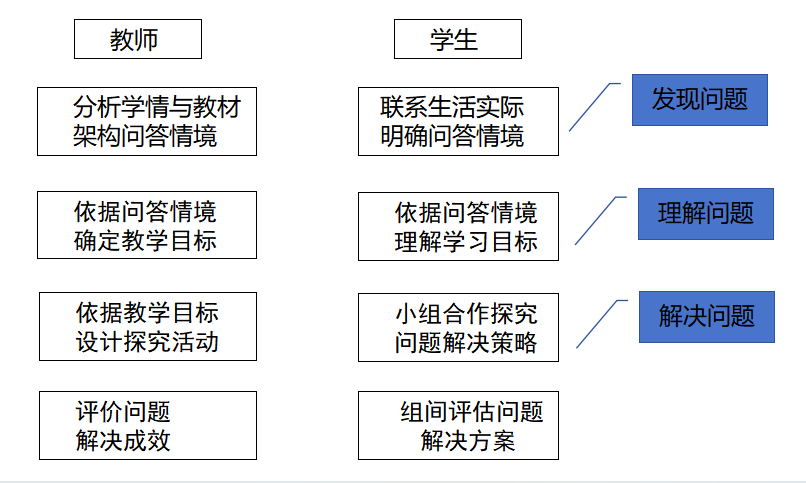 教师
学生
分析学情与教材
架构问答情境
联系生活实际
明确问答情境
发现问题
依据问答情境
确定教学目标
依据问答情境
理解学习目标
理解问题
依据教学目标
设计探究活动
小组合作探究
问题解决策略
解决问题
评价问题
解决成效
组间评估问题
解决方案